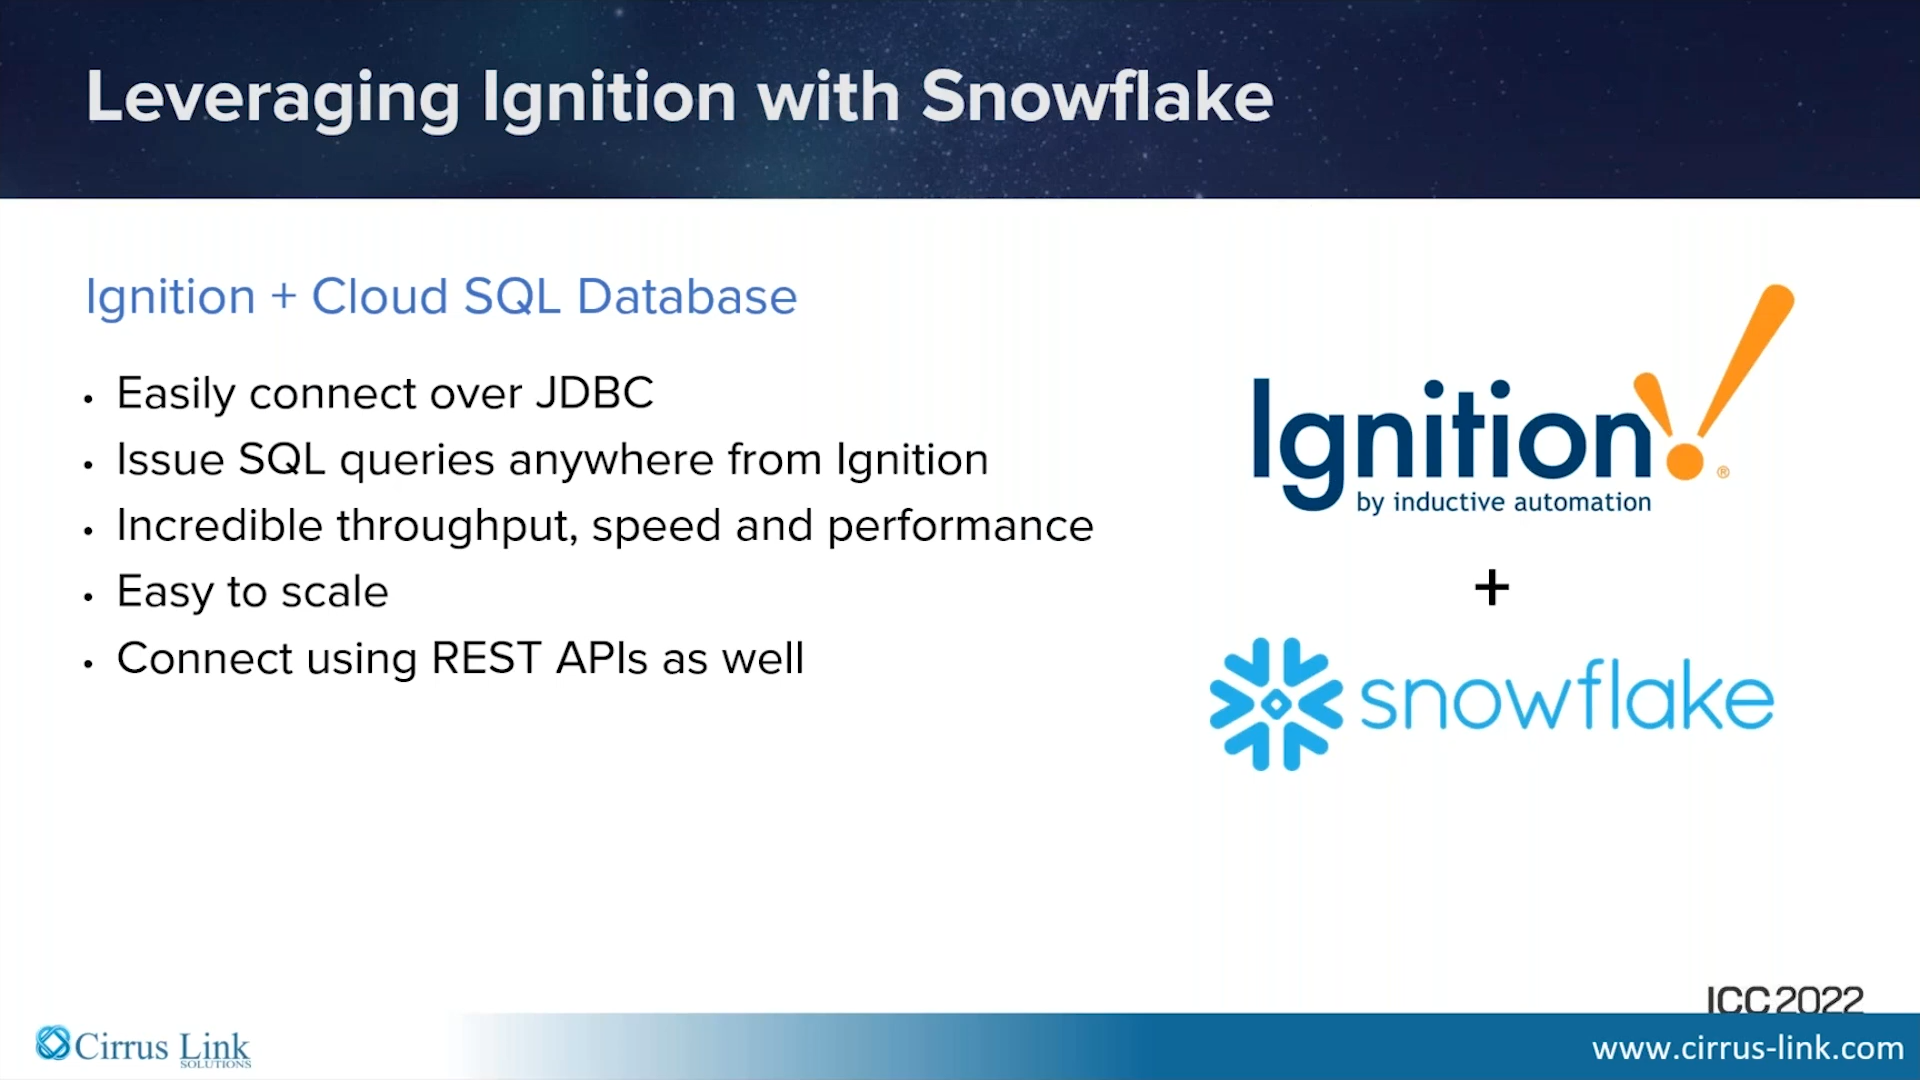 Leveraging Ignition with Snowflake
Ignition + Cloud SQL Database
• Easily connect over JDBC
• Issue SQL queries anywhere from Ignition
• Incredible throughput, speed and performance
• Easy to scale
• Connect using REST APIs as well
Ignition!®
by inductive automation
+
snowflake
ICC2022
Cirrus Link
SOLUTIONS
www.cirrus-link.com